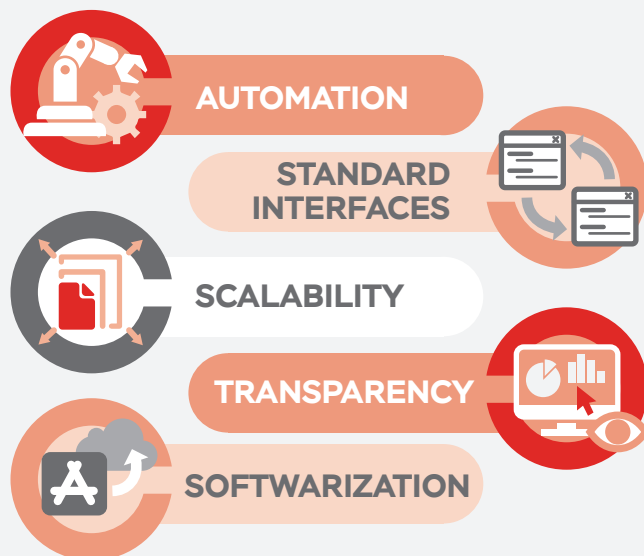 AUTOMATION
STANDARD
INTERFACES
SCALABILITY
TRANSPARENCY
SOFTWARIZATION